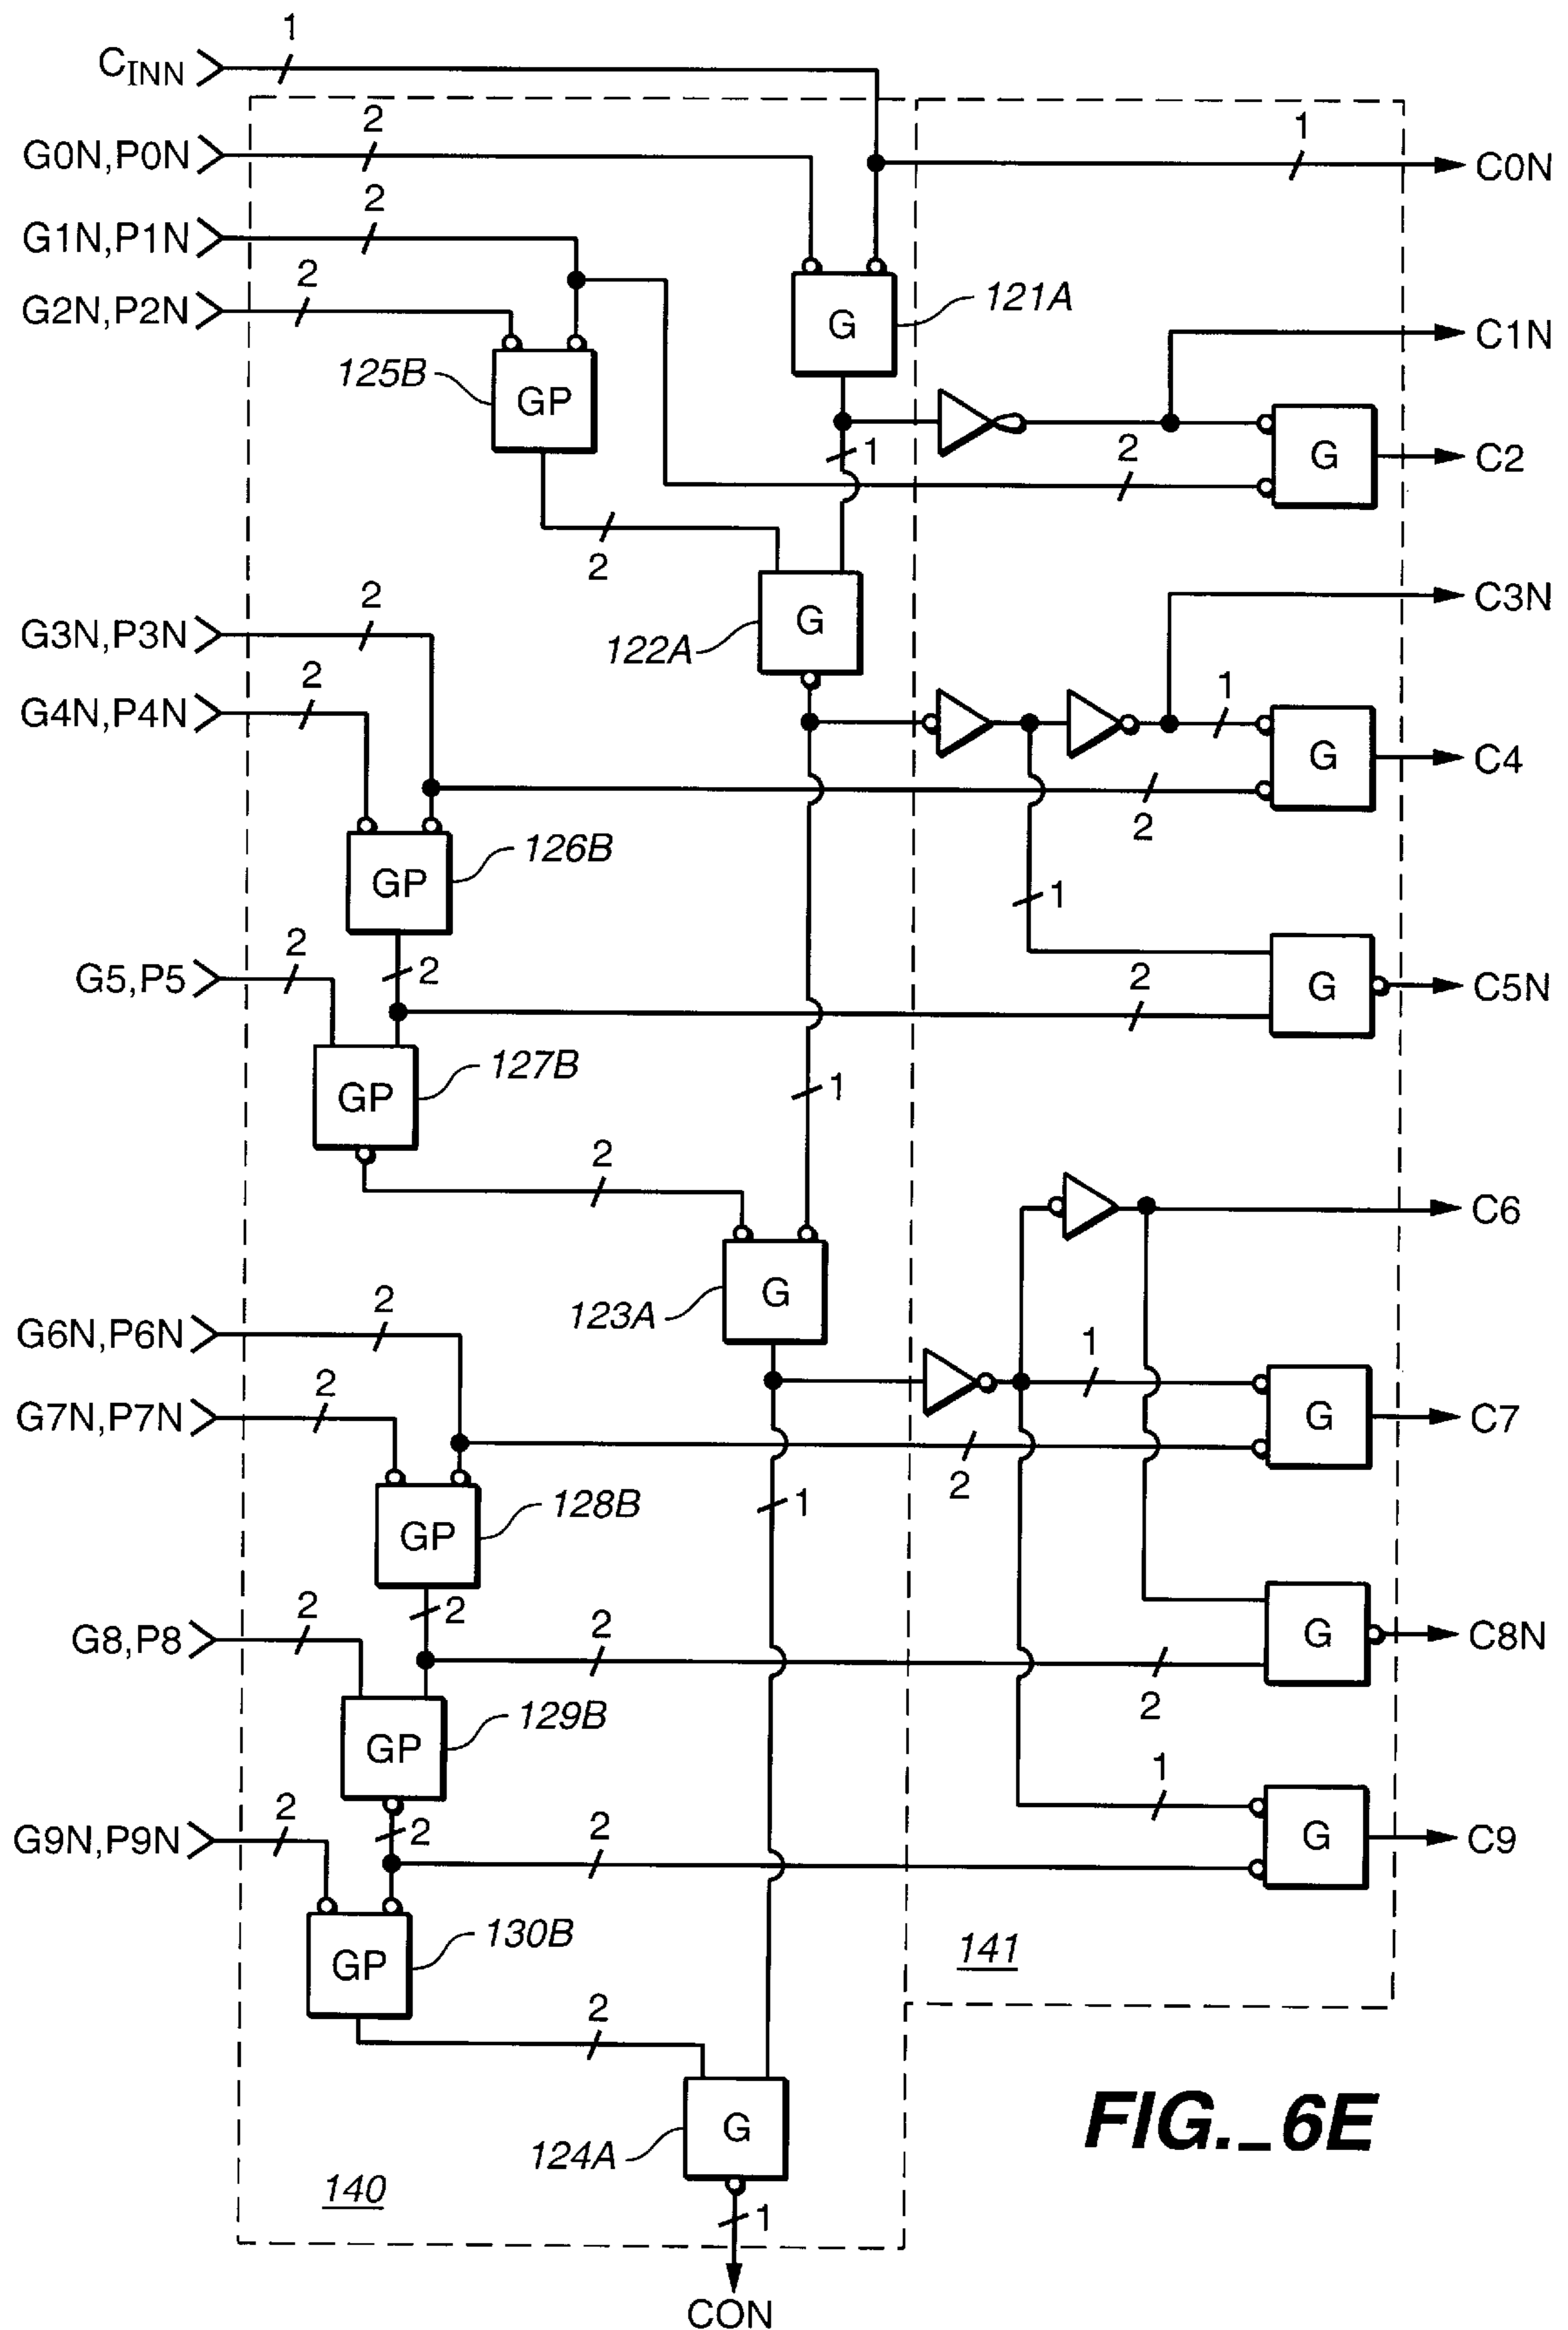 1
C_INN
2
G0N,P0N
1
C0N
2
G1N,P1N
2
G2N,P2N
121A
G
C1N
125B
GP
1
2
G
C2
2
2
G3N,P3N
G
122A
C3N
2
G4N,P4N
1
G
C4
2
126B
GP
1
2
G5,P5
2
2
G
C5N
127B
GP
1
2
C6
G
123A
2
G6N,P6N
1
2
G7N,P7N
G
C7
2
128B
GP
1
2
G8,P8
2
2
G
C8N
2
129B
GP
1
2
G9N,P9N
2
2
G
C9
130B
GP
141
2
G
124A
140
1
CON
FIG._6E